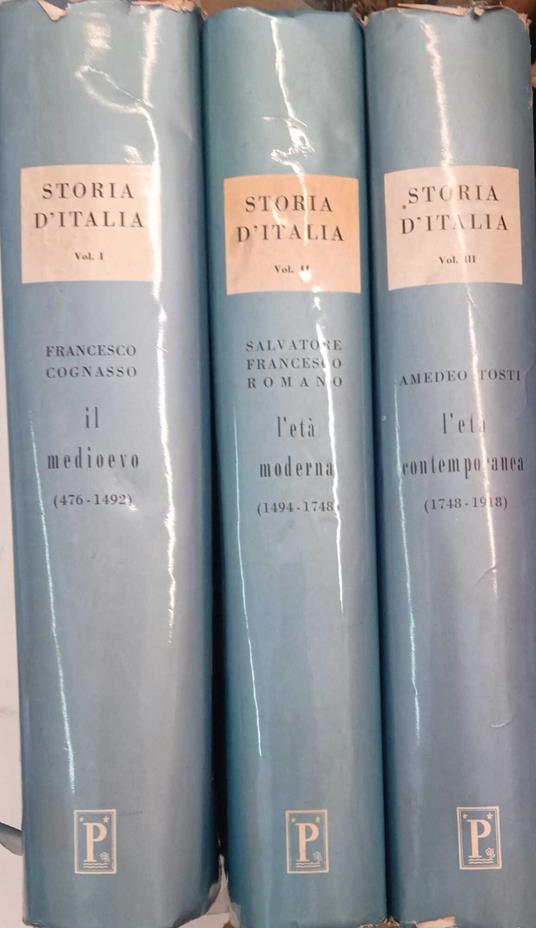 STORIA
D'ITALIA
Vol. I
FRANCESCO
COGNASSO
il
medioevo
(476-1492)
P
STORIA
D'ITALIA
Vol. II
SALVATORE
FRANCESCO
ROMANO
l'età
moderna
(1494-1748)
P
STORIA
D'ITALIA
Vol. III
AMEDEO TOSTI
l'età
contemporanea
(1748-1918)
P